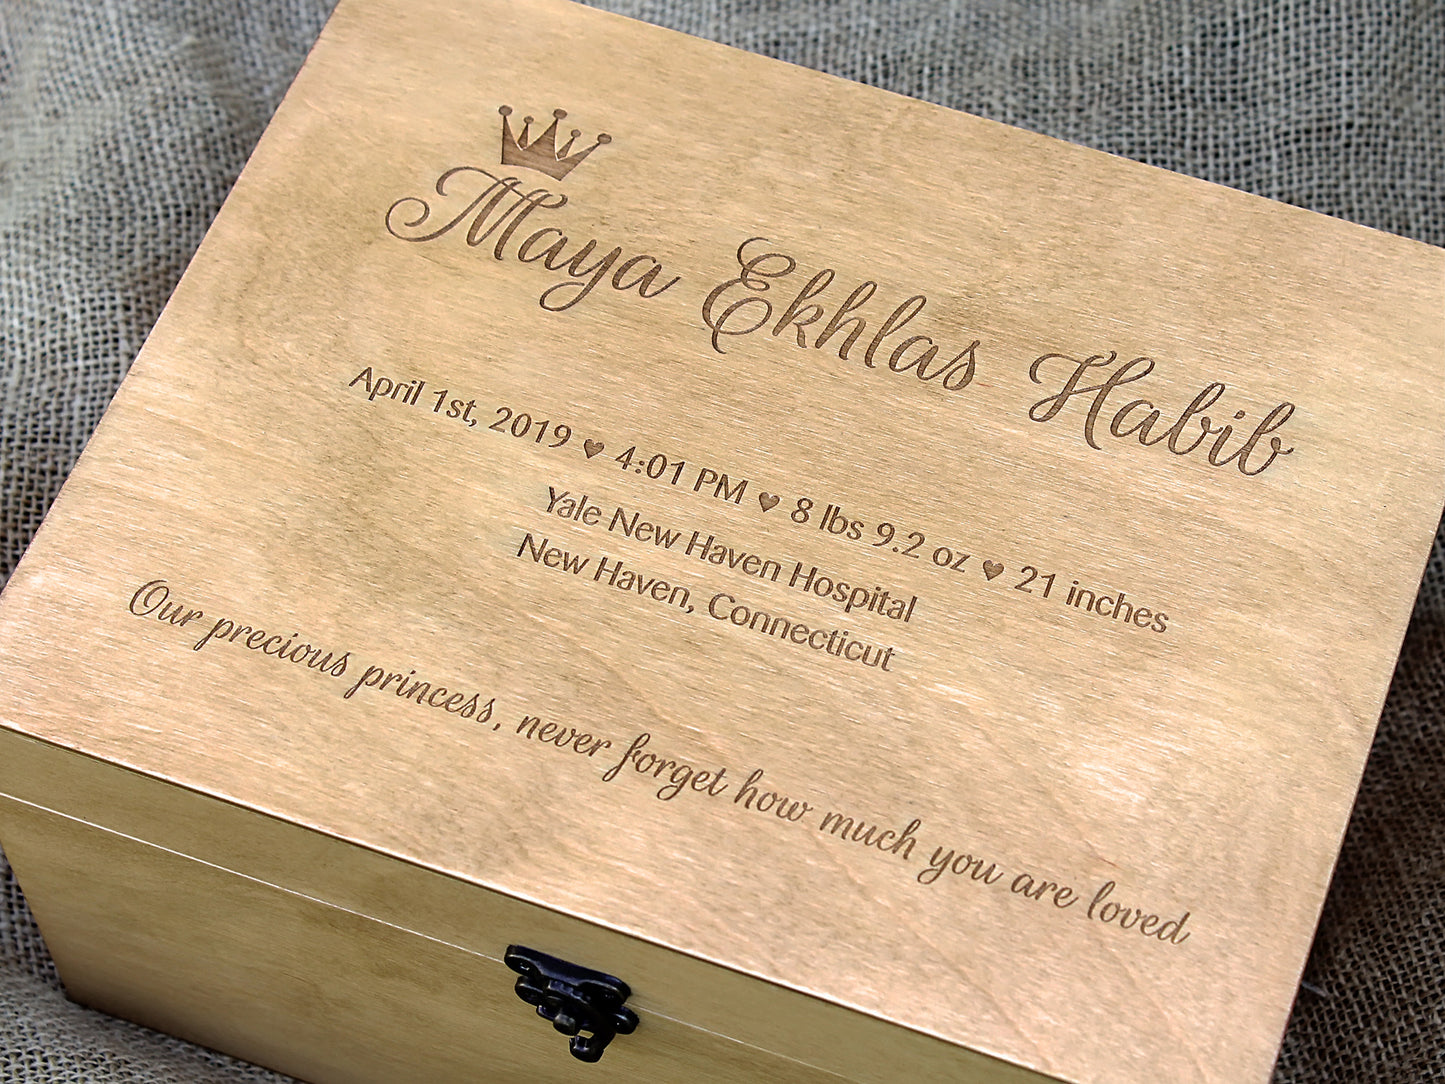 Maya Ekhlas Habib
April 1st, 2019 ♥ 4:01 PM ♥ 8 lbs 9.2 oz ♥ 21 inches
Yale New Haven Hospital
New Haven, Connecticut
Our precious princess, never forget how much you are loved